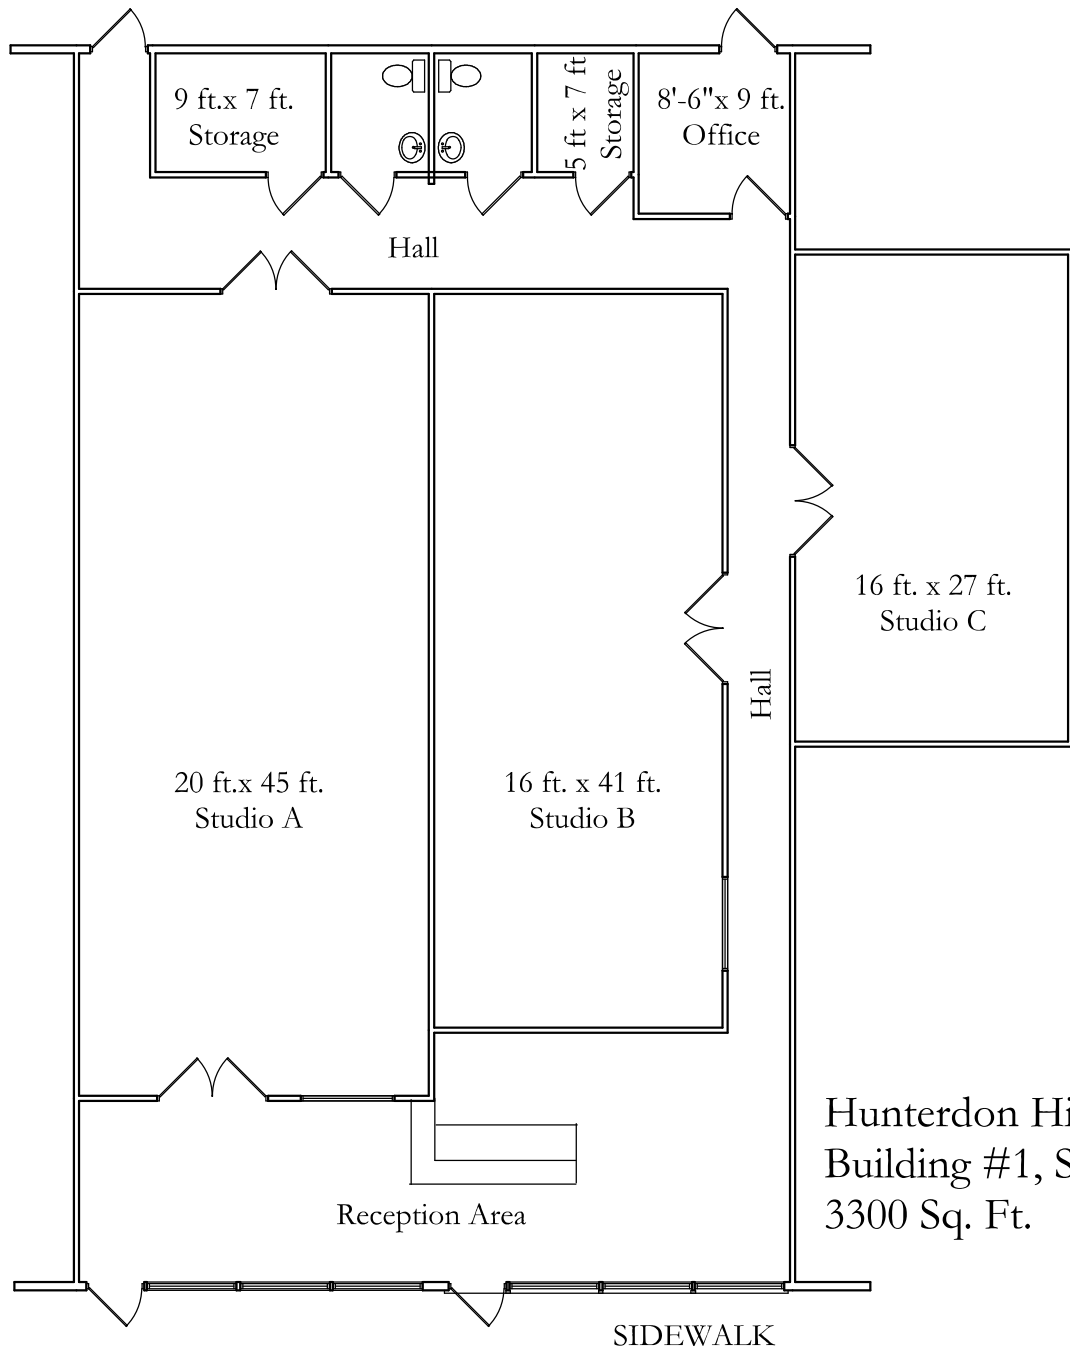 9 ft.x 7 ft.
Storage
5 ft x 7 ft
Storage
8'-6"x 9 ft.
Office
Hall
16 ft. x 27 ft.
Studio C
Hall
20 ft.x 45 ft.
Studio A
16 ft. x 41 ft.
Studio B
Hunterdon Hi
Building #1, S
3300 Sq. Ft.
Reception Area
SIDEWALK